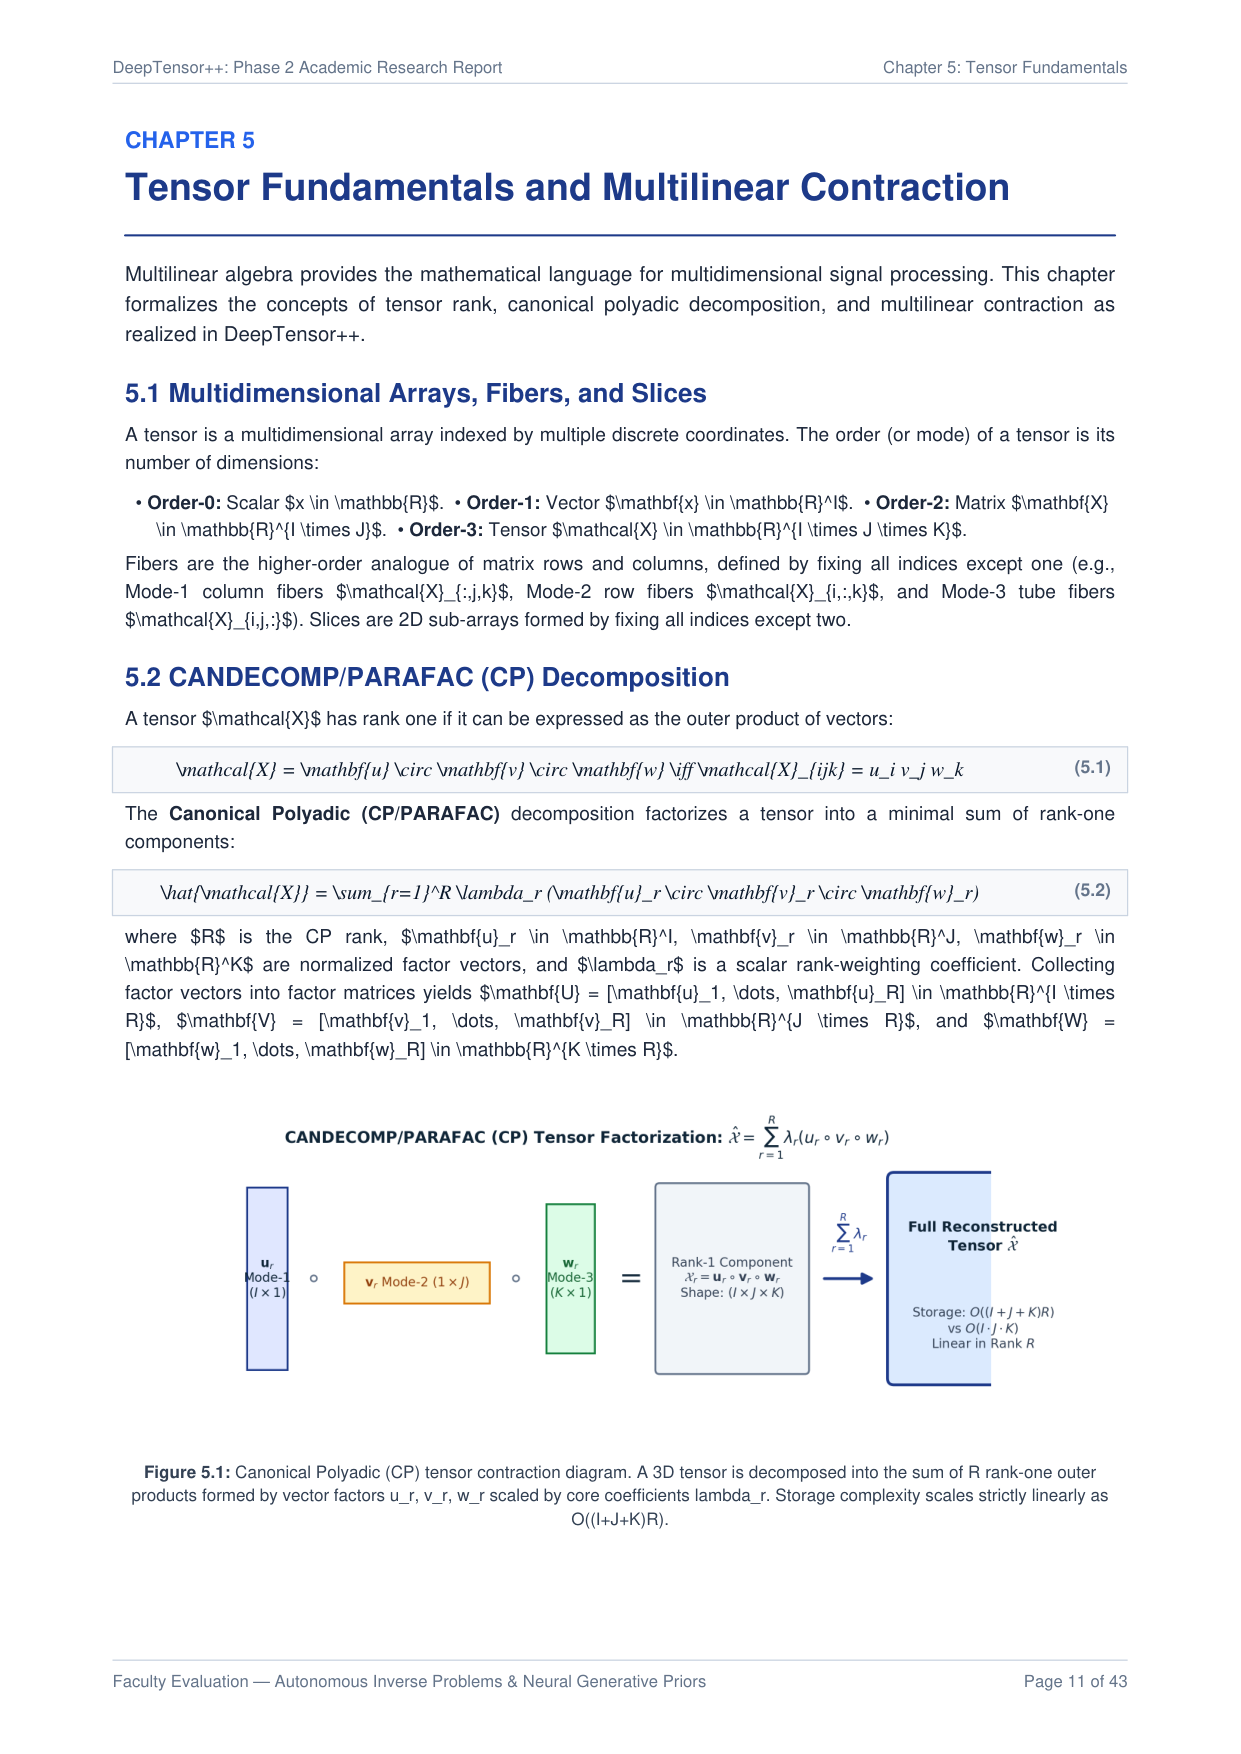 DeepTensor++: Phase 2 Academic Research Report
Chapter 5: Tensor Fundamentals
CHAPTER 5
Tensor Fundamentals and Multilinear Contraction
Multilinear algebra provides the mathematical language for multidimensional signal processing. This chapter
formalizes the concepts of tensor rank, canonical polyadic decomposition, and multilinear contraction as
realized in DeepTensor++.
5.1 Multidimensional Arrays, Fibers, and Slices
A tensor is a multidimensional array indexed by multiple discrete coordinates. The order (or mode) of a tensor is its
number of dimensions:
• Order-0: Scalar $x \in \mathbb{R}$. • Order-1: Vector $\mathbf{x} \in \mathbb{R}^I$. • Order-2: Matrix $\mathbf{X}
\in \mathbb{R}^{I \times J}$. • Order-3: Tensor $\mathcal{X} \in \mathbb{R}^{I \times J \times K}$.
Fibers are the higher-order analogue of matrix rows and columns, defined by fixing all indices except one (e.g.,
Mode-1 column fibers $\mathcal{X}_{:,j,k}$, Mode-2 row fibers $\mathcal{X}_{i,:,k}$, and Mode-3 tube fibers
$\mathcal{X}_{i,j,:}$). Slices are 2D sub-arrays formed by fixing all indices except two.
5.2 CANDECOMP/PARAFAC (CP) Decomposition
A tensor $\mathcal{X}$ has rank one if it can be expressed as the outer product of vectors:
\mathcal{X} = \mathbf{u} \circ \mathbf{v} \circ \mathbf{w} \iff \mathcal{X}_{ijk} = u_i v_j w_k (5.1)
The Canonical Polyadic (CP/PARAFAC) decomposition factorizes a tensor into a minimal sum of rank-one
components:
\hat{\mathcal{X}} = \sum_{r=1}^R \lambda_r (\mathbf{u}_r \circ \mathbf{v}_r \circ \mathbf{w}_r) (5.2)
where $R$ is the CP rank, $\mathbf{u}_r \in \mathbb{R}^I, \mathbf{v}_r \in \mathbb{R}^J, \mathbf{w}_r \in
\mathbb{R}^K$ are normalized factor vectors, and $\lambda_r$ is a scalar rank-weighting coefficient. Collecting
factor vectors into factor matrices yields $\mathbf{U} = [\mathbf{u}_1, \dots, \mathbf{u}_R] \in \mathbb{R}^{I \times
R}$, $\mathbf{V} = [\mathbf{v}_1, \dots, \mathbf{v}_R] \in \mathbb{R}^{J \times R}$, and $\mathbf{W} =
[\mathbf{w}_1, \dots, \mathbf{w}_R] \in \mathbb{R}^{K \times R}$.
CANDECOMP/PARAFAC (CP) Tensor Factorization: 𝒳̂ = ∑_{r=1}^{R} λ_r(u_r ∘ v_r ∘ w_r)
u_r
Mode-1
(I × 1)
∘
v_r Mode-2 (1 × J)
∘
w_r
Mode-3
(K × 1)
=
Rank-1 Component
𝒳_r = u_r ∘ v_r ∘ w_r
Shape: (I × J × K)
∑_{r=1}^{R} λ_r
Full Reconstructed
Tensor 𝒳̂
Storage: O((I + J + K)R)
vs O(I · J · K)
Linear in Rank R
Figure 5.1: Canonical Polyadic (CP) tensor contraction diagram. A 3D tensor is decomposed into the sum of R rank-one outer
products formed by vector factors u_r, v_r, w_r scaled by core coefficients lambda_r. Storage complexity scales strictly linearly as
O((I+J+K)R).
Faculty Evaluation — Autonomous Inverse Problems & Neural Generative Priors
Page 11 of 43